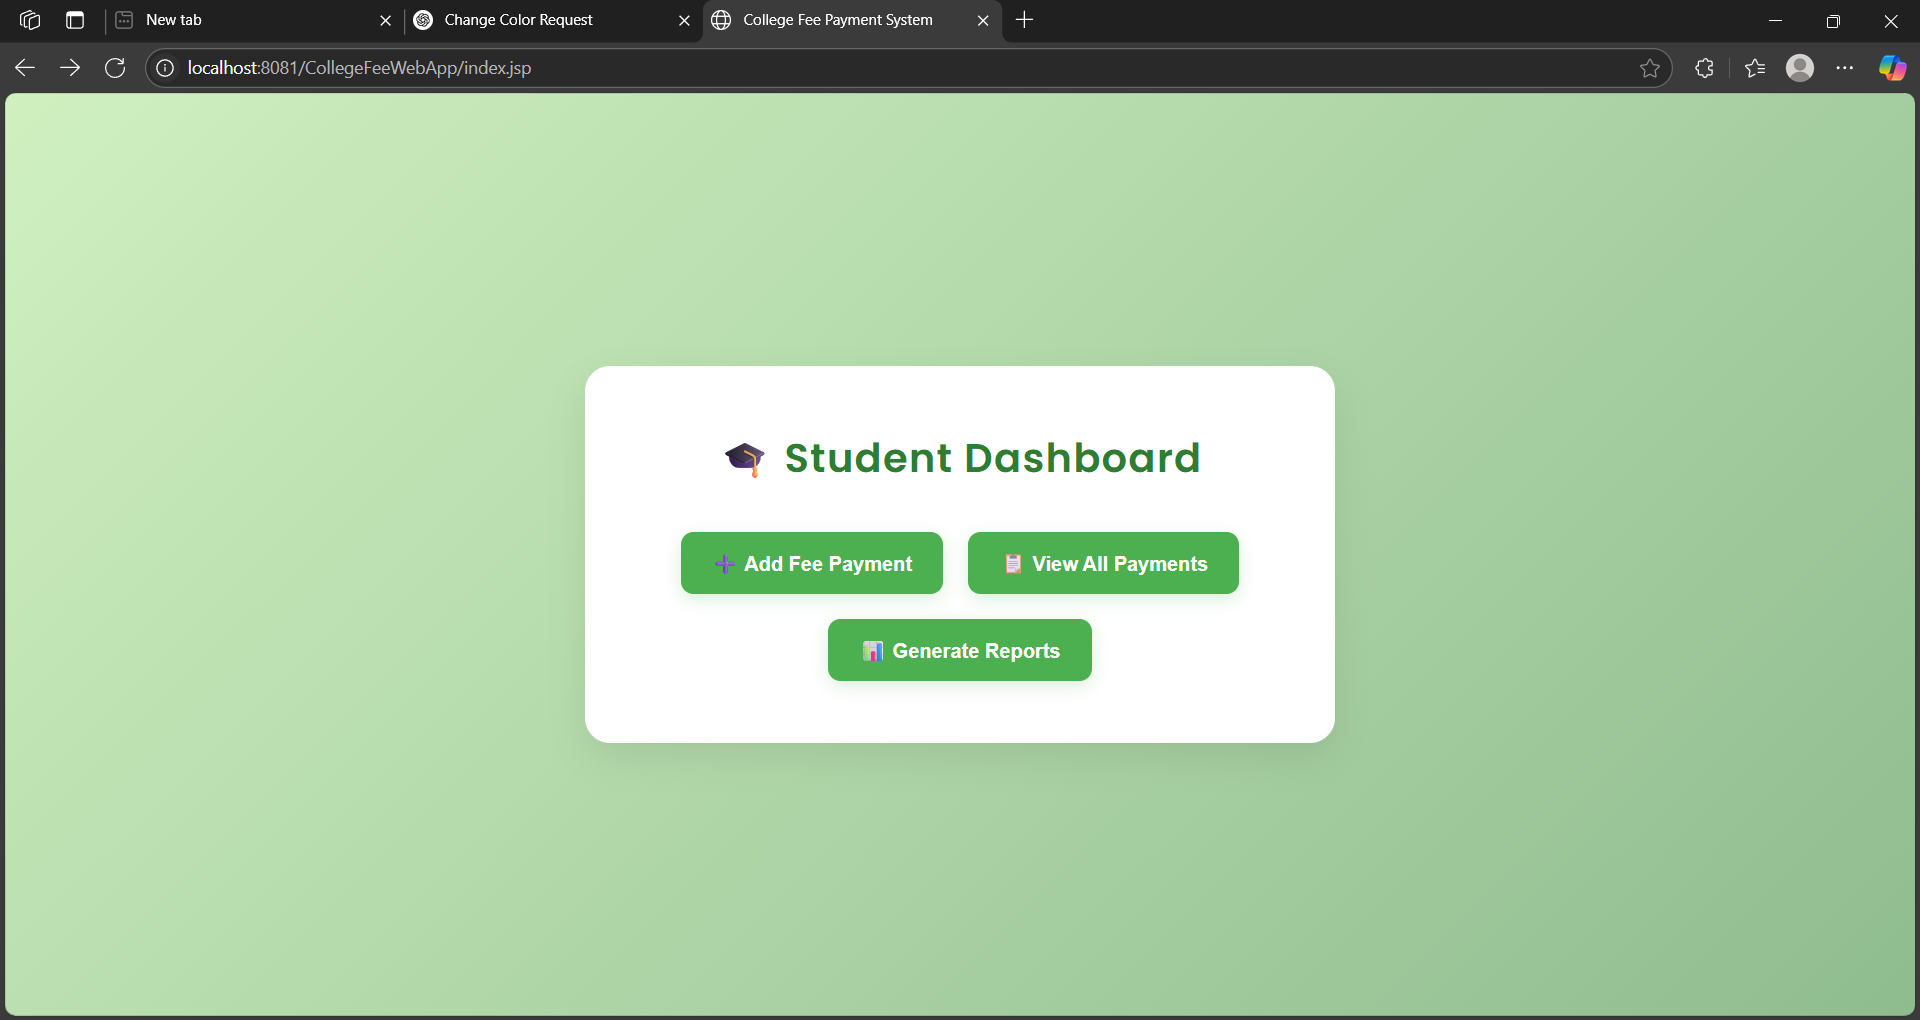 New tab
Change Color Request
College Fee Payment System
localhost:8081/CollegeFeeWebApp/index.jsp
🎓 Student Dashboard
➕ Add Fee Payment
📋 View All Payments
📊 Generate Reports